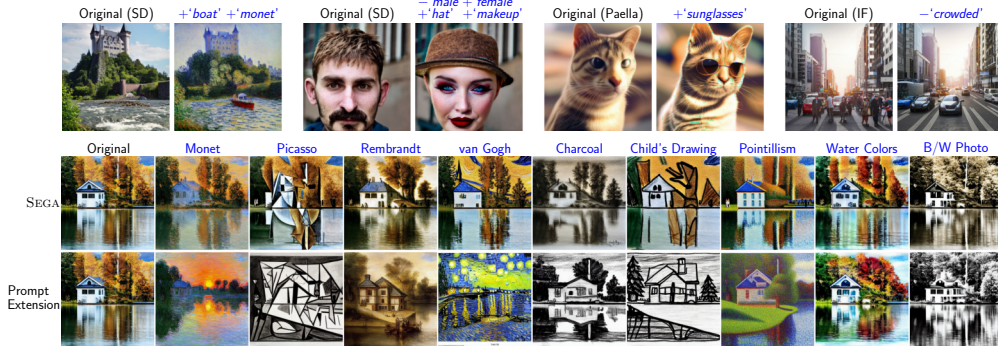 − ‘male’ + ‘female’
Original (SD) +‘boat’ +‘monet’ Original (SD) +‘hat’ +‘makeup’ Original (Paella) +‘sunglasses’ Original (IF) −‘crowded’
Original Monet Picasso Rembrandt van Gogh Charcoal Child's Drawing Pointillism Water Colors B/W Photo
SEGA
Prompt
Extension